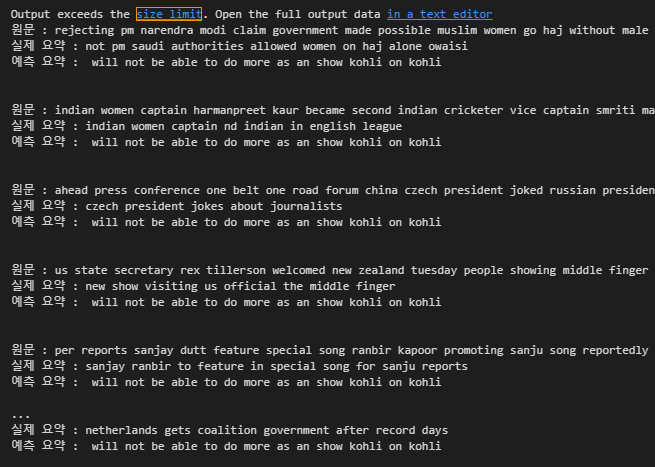 Output exceeds the size limit. Open the full output data in a text editor
원문 : rejecting pm narendra modi claim government made possible muslim women go haj without male
실제 요약 : not pm saudi authorities allowed women on haj alone owaisi
예측 요약 :  will not be able to do more as an show kohli on kohli
원문 : indian women captain harmanpreet kaur became second indian cricketer vice captain smriti ma
실제 요약 : indian women captain nd indian in english league
예측 요약 :  will not be able to do more as an show kohli on kohli
원문 : ahead press conference one belt one road forum china czech president joked russian presiden
실제 요약 : czech president jokes about journalists
예측 요약 :  will not be able to do more as an show kohli on kohli
원문 : us state secretary rex tillerson welcomed new zealand tuesday people showing middle finger
실제 요약 : new show visiting us official the middle finger
예측 요약 :  will not be able to do more as an show kohli on kohli
원문 : per reports sanjay dutt feature special song ranbir kapoor promoting sanju song reportedly
실제 요약 : sanjay ranbir to feature in special song for sanju reports
예측 요약 :  will not be able to do more as an show kohli on kohli
...
실제 요약 : netherlands gets coalition government after record days
예측 요약 :  will not be able to do more as an show kohli on kohli